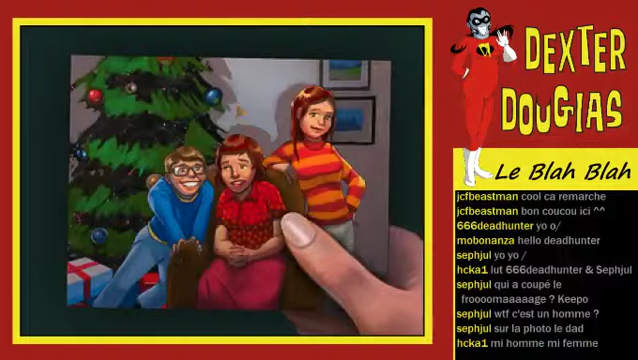 DEXTER
DOUGIAS
Le Blah Blah
jcfbeastman cool ca remarche
jcfbeastman bon coucou ici ^^
666deadhunter yo o/
mobonanza hello deadhunter
sephjul yo yo /
hcka1 lut 666deadhunter & Sephjul
sephjul qui a coupé le
froooomaaaaage ? Keepo
sephjul wtf c'est un homme ?
sephjul sur la photo le dad
hcka1 mi homme mi femme